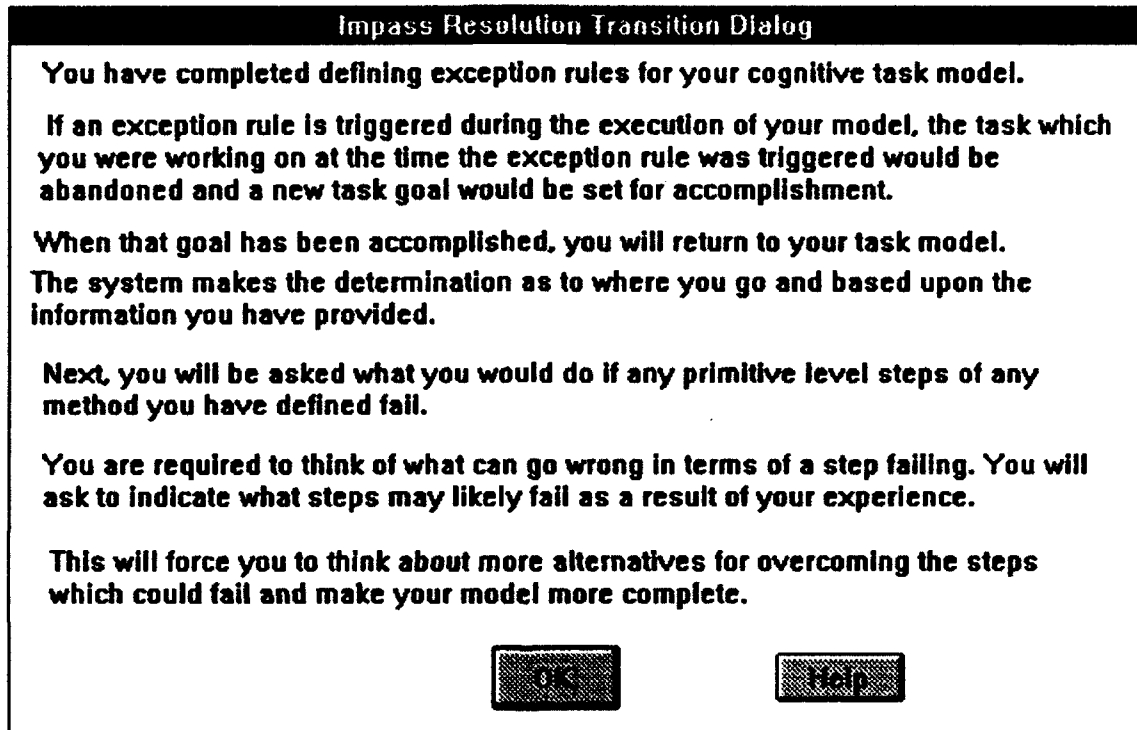 Impass Resolution Transition Dialog
You have completed defining exception rules for your cognitive task model.
If an exception rule is triggered during the execution of your model, the task which
you were working on at the time the exception rule was triggered would be
abandoned and a new task goal would be set for accomplishment.
When that goal has been accomplished, you will return to your task model.
The system makes the determination as to where you go and based upon the
information you have provided.
Next, you will be asked what you would do if any primitive level steps of any
method you have defined fail.
You are required to think of what can go wrong in terms of a step failing. You will
ask to indicate what steps may likely fail as a result of your experience.
This will force you to think about more alternatives for overcoming the steps
which could fail and make your model more complete.
OK
Help